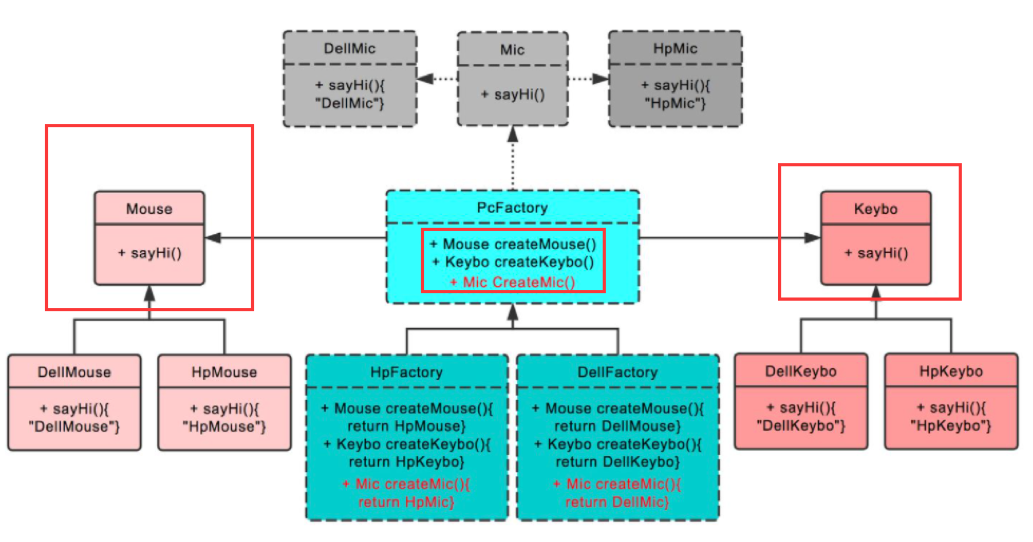 DellMic
+ sayHi(){
"DellMic"}
Mic
+ sayHi()
HpMic
+ sayHi(){
"HpMic"}
Mouse
+ sayHi()
PcFactory
+ Mouse createMouse()
+ Keybo createKeybo()
+ Mic CreateMic()
Keybo
+ sayHi()
DellMouse
+ sayHi(){
"DellMouse"}
HpMouse
+ sayHi(){
"HpMouse"}
HpFactory
+ Mouse createMouse(){
return HpMouse}
+ Keybo createKeybo(){
return HpKeybo}
+ Mic createMic(){
return HpMic}
DellFactory
+ Mouse createMouse(){
return DellMouse}
+ Keybo createKeybo(){
return DellKeybo}
+ Mic createMic(){
return DellMic}
DellKeybo
+ sayHi(){
"DellKeybo"}
HpKeybo
+ sayHi(){
"HpKeybo"}